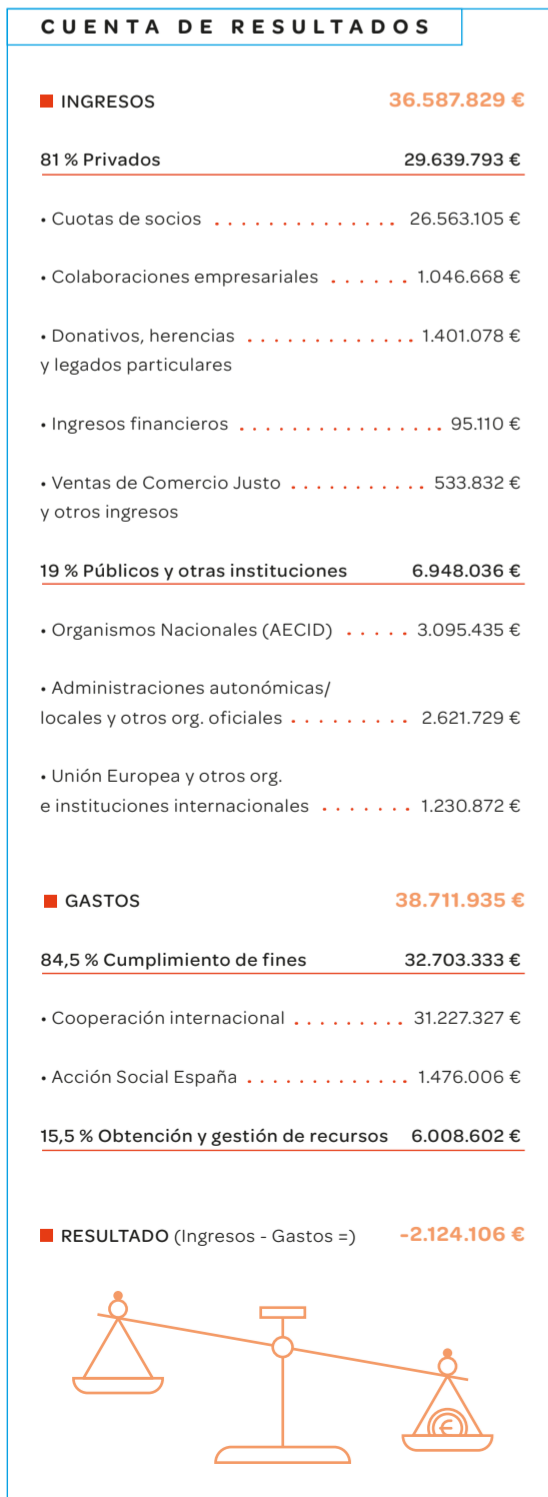 CUENTA DE RESULTADOS
■ INGRESOS 36.587.829 €
81 % Privados 29.639.793 €
• Cuotas de socios . . . . . . . . . . . . . . 26.563.105 €
• Colaboraciones empresariales . . . . . . 1.046.668 €
• Donativos, herencias . . . . . . . . . . . . . 1.401.078 €
y legados particulares
• Ingresos financieros . . . . . . . . . . . . . . . . 95.110 €
• Ventas de Comercio Justo . . . . . . . . . . . 533.832 €
y otros ingresos
19 % Públicos y otras instituciones 6.948.036 €
• Organismos Nacionales (AECID) . . . . . 3.095.435 €
• Administraciones autonómicas/
locales y otros org. oficiales . . . . . . . . . 2.621.729 €
• Unión Europea y otros org.
e instituciones internacionales . . . . . . . 1.230.872 €
■ GASTOS 38.711.935 €
84,5 % Cumplimiento de fines 32.703.333 €
• Cooperación internacional . . . . . . . . . 31.227.327 €
• Acción Social España . . . . . . . . . . . . . 1.476.006 €
15,5 % Obtención y gestión de recursos 6.008.602 €
■ RESULTADO (Ingresos - Gastos =) -2.124.106 €
€